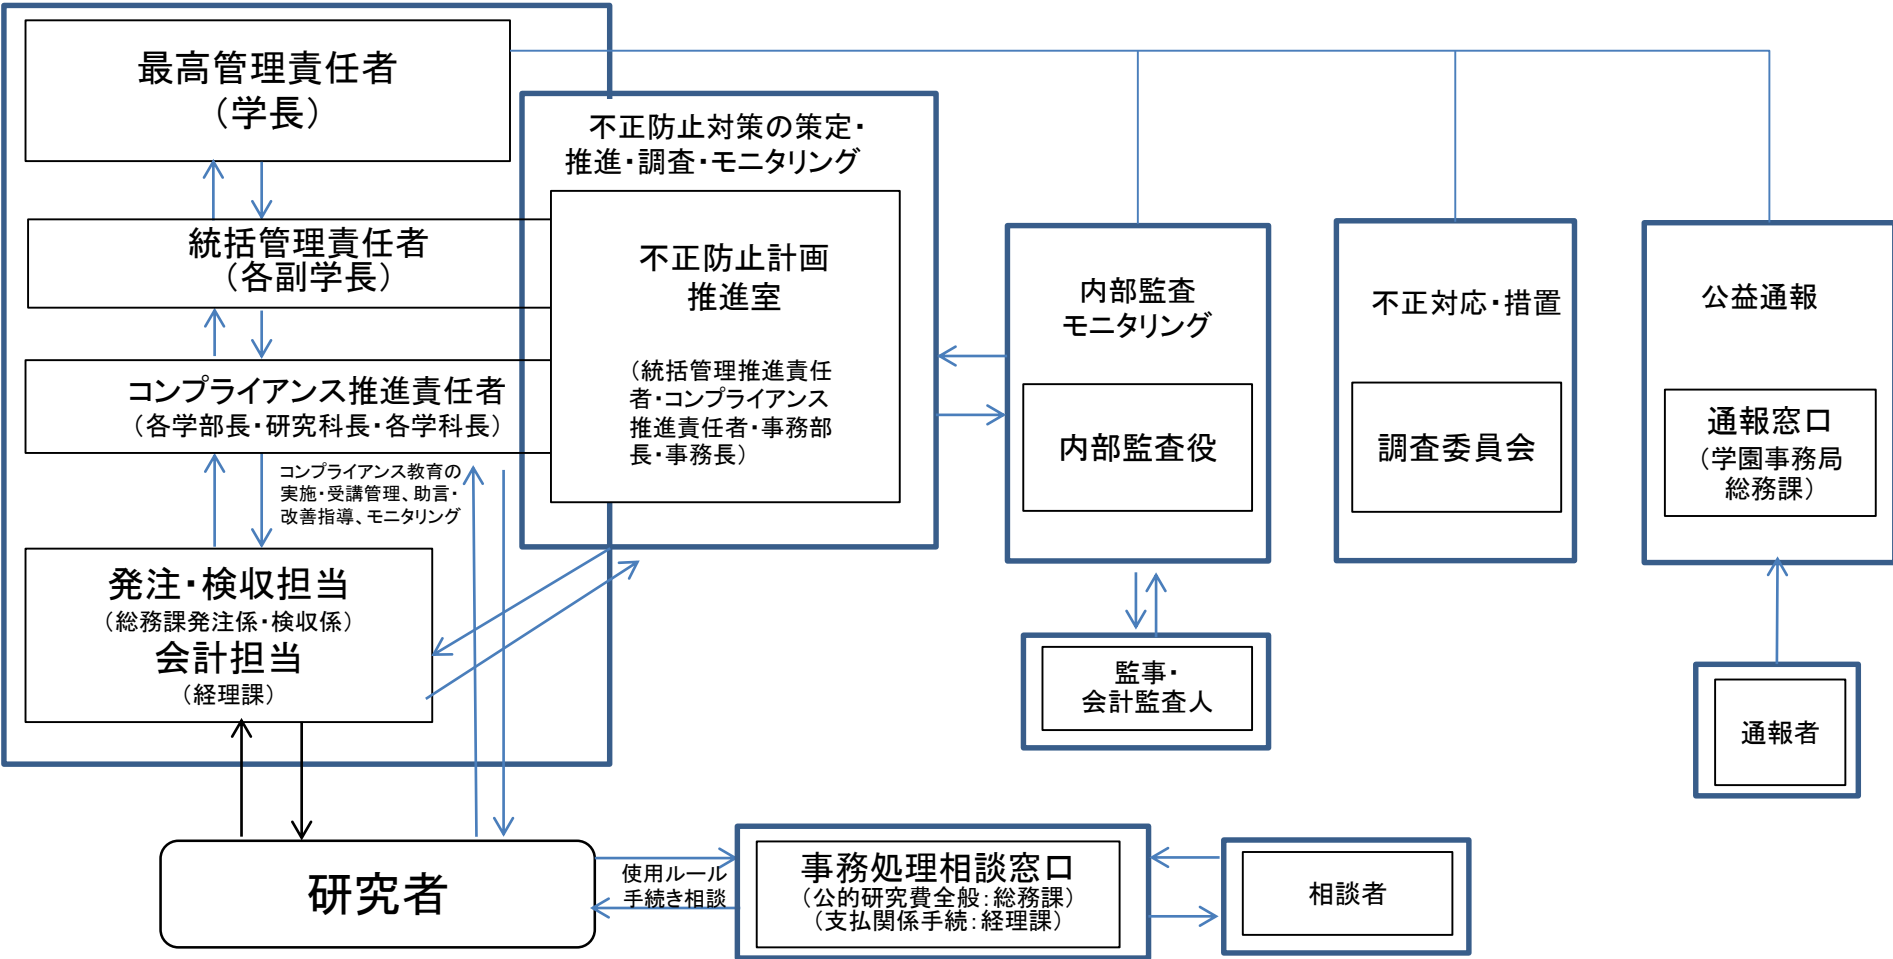 最高管理責任者
（学長）
不正防止対策の策定・
推進・調査・モニタリング
統括管理責任者
（各副学長）
不正防止計画
推進室
（統括管理推進責任
者・コンプライアンス
推進責任者・事務部
長・事務長）
コンプライアンス推進責任者
（各学部長・研究科長・各学科長）
コンプライアンス教育の
実施・受講管理、助言・
改善指導、モニタリング
発注・検収担当
（総務課発注係・検収係）
会計担当
（経理課）
内部監査
モニタリング
内部監査役
不正対応・措置
調査委員会
公益通報
通報窓口
（学園事務局
総務課）
監事・
会計監査人
通報者
研究者
使用ルール
手続き相談
事務処理相談窓口
（公的研究費全般：総務課）
（支払関係手続：経理課）
相談者